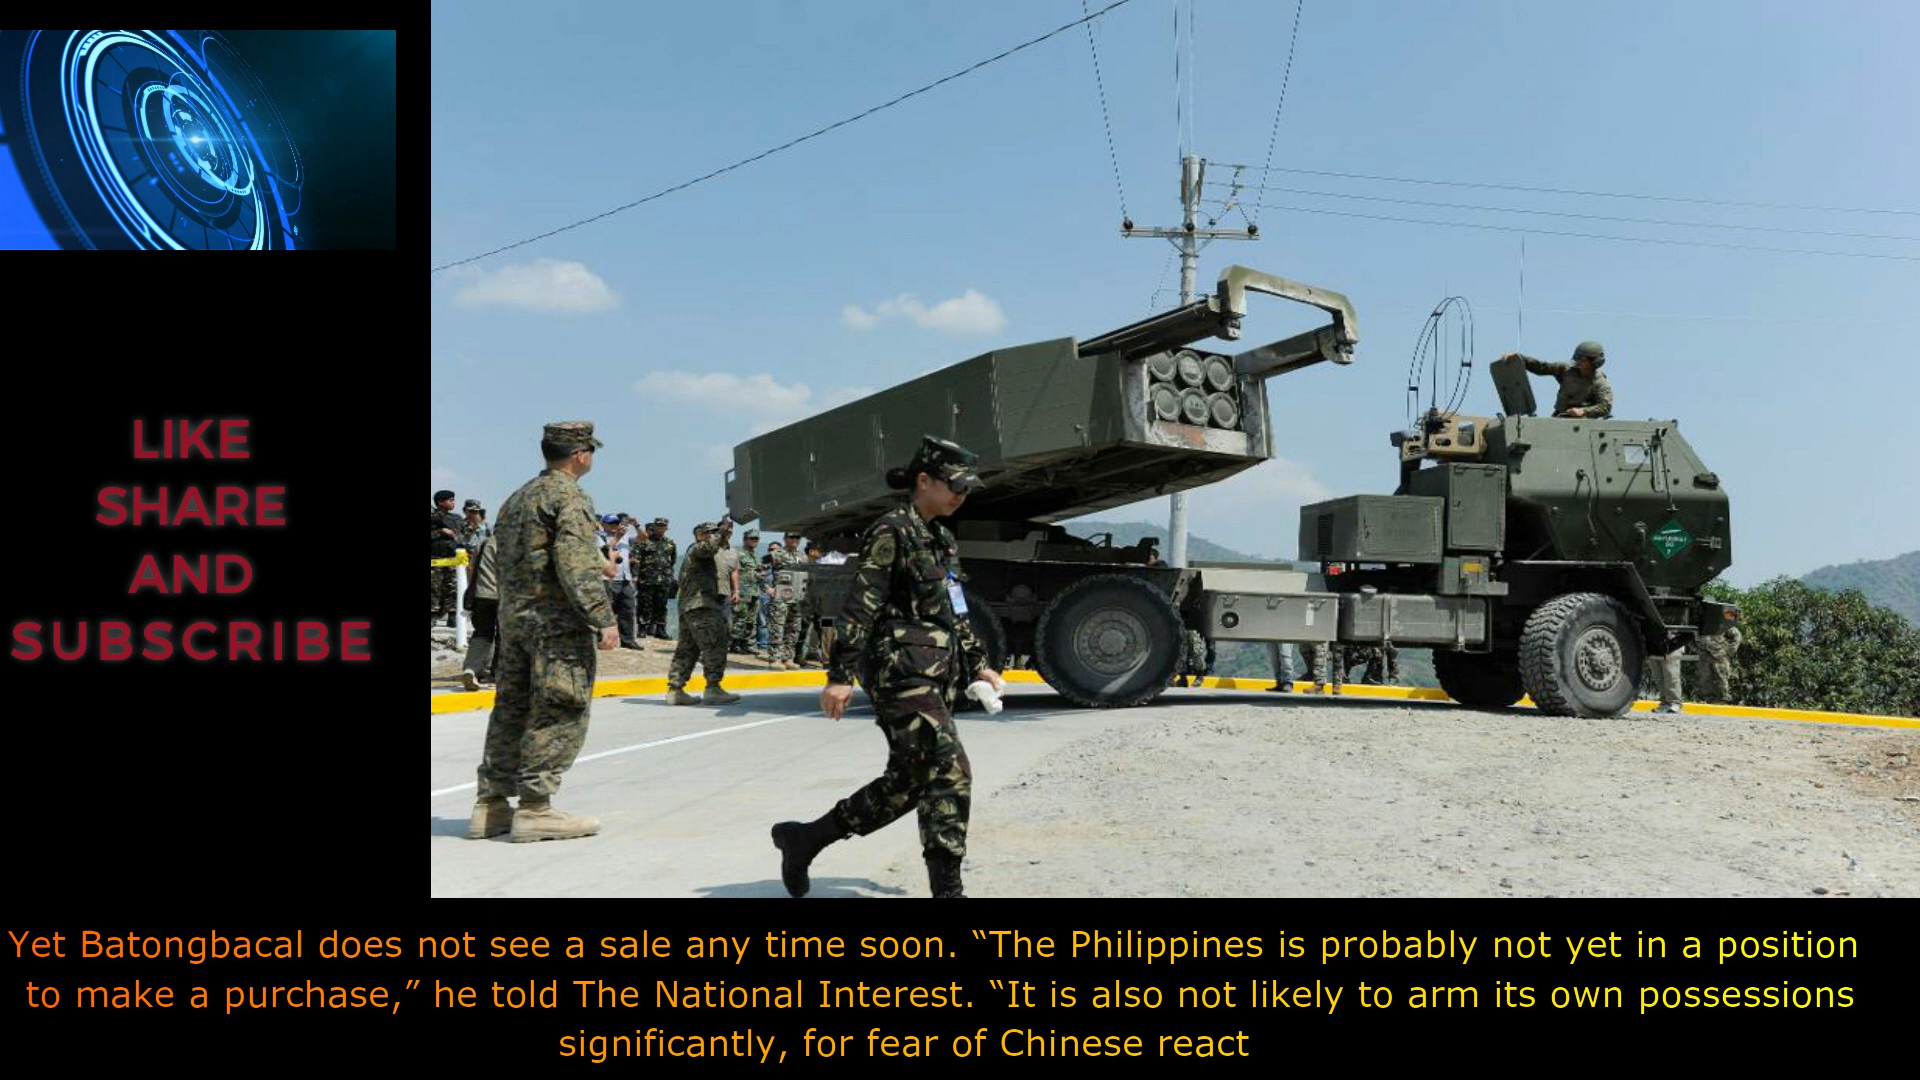 LIKE
SHARE
AND
SUBSCRIBE
Yet Batongbacal does not see a sale any time soon. “The Philippines is probably not yet in a position
to make a purchase,” he told The National Interest. “It is also not likely to arm its own possessions
significantly, for fear of Chinese react